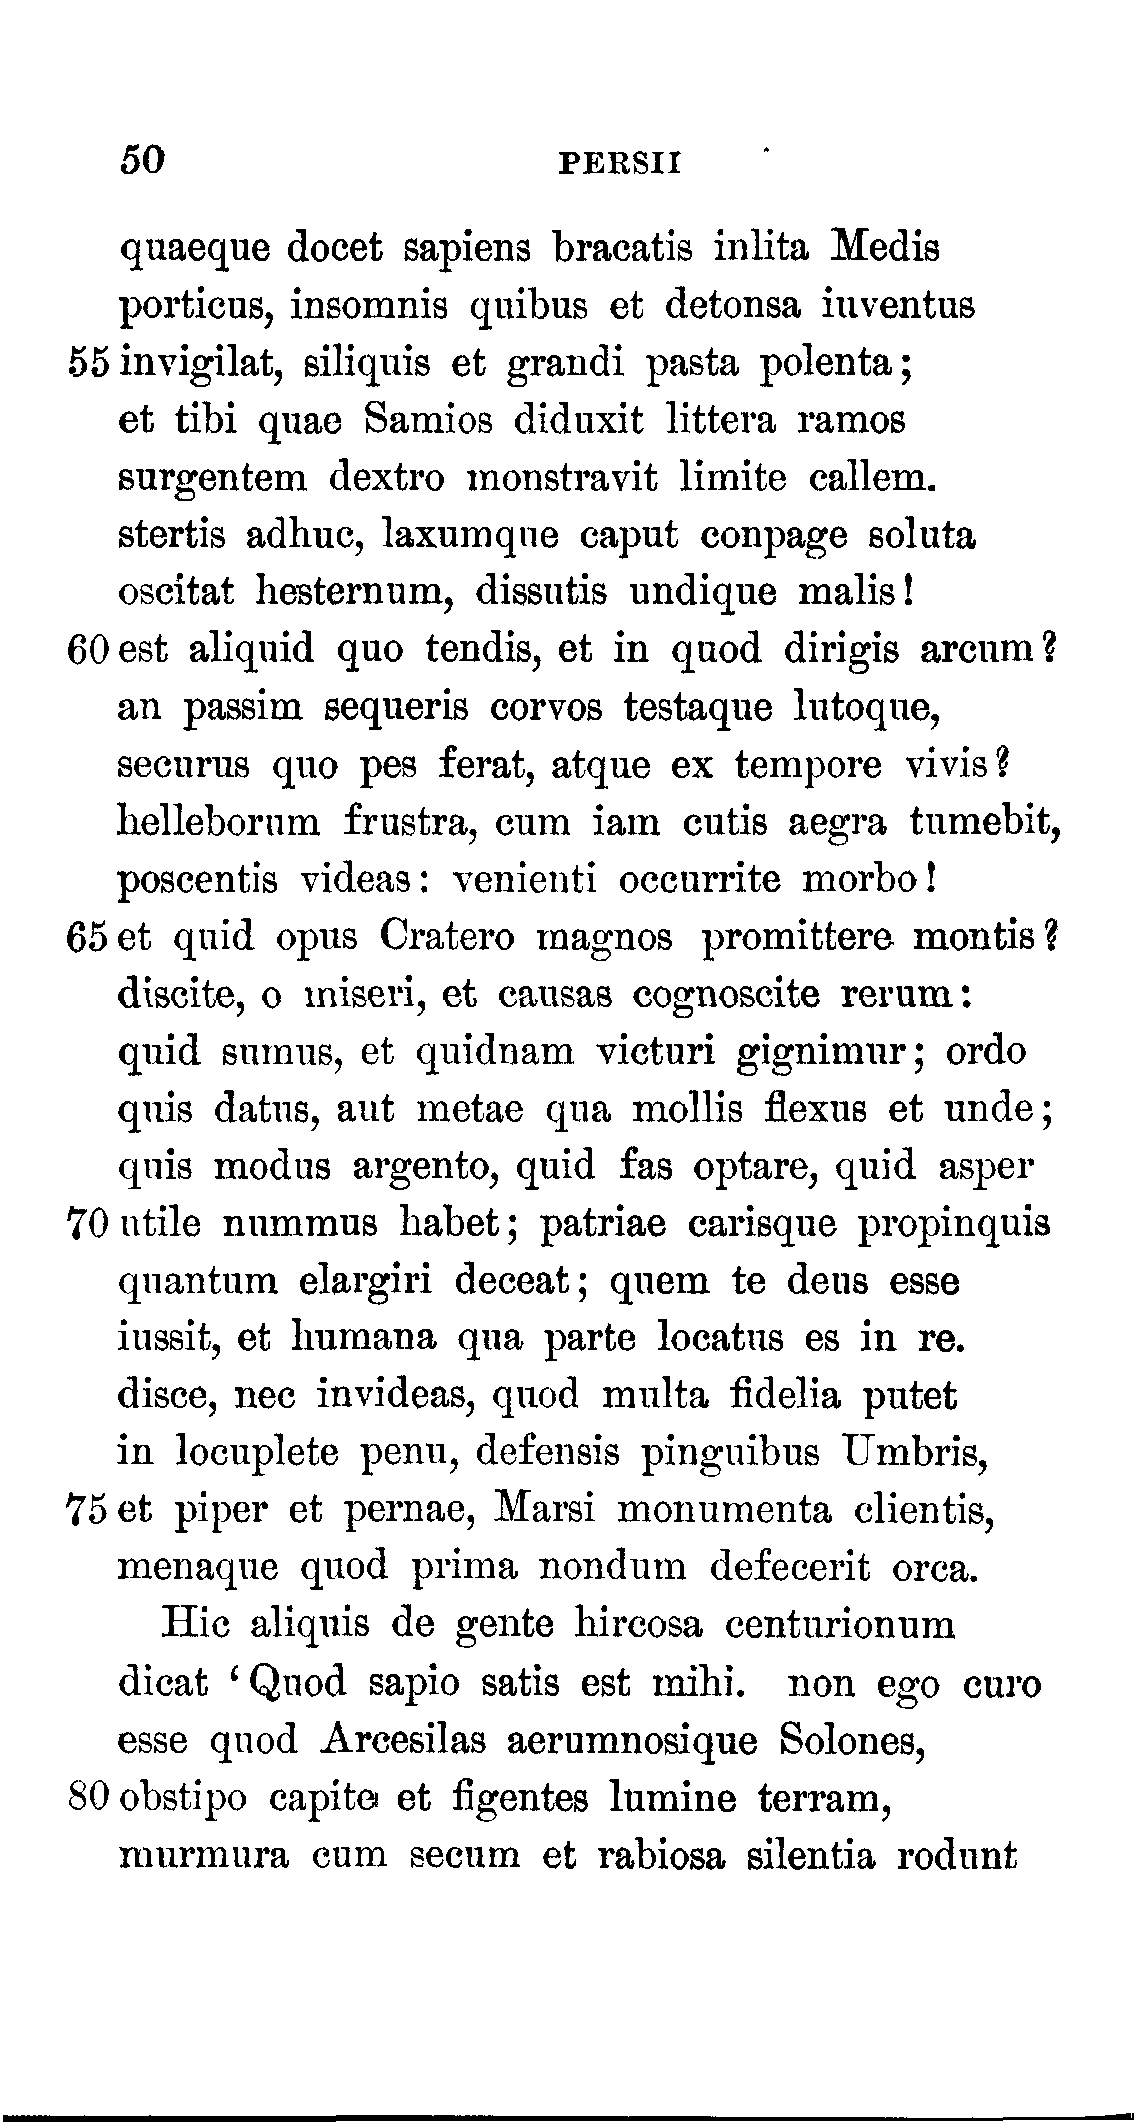 50 PERSII
quaeque docet sapiens bracatis inlita Medis
porticus, insomnis quibus et detonsa iuventus
55 invigilat, siliquis et grandi pasta polenta;
et tibi quae Samios diduxit littera ramos
surgentem dextro monstravit limite callem.
stertis adhuc, laxumque caput conpage soluta
oscitat hesternum, dissutis undique malis!
60 est aliquid quo tendis, et in quod dirigis arcum?
an passim sequeris corvos testaque lutoque,
securus quo pes ferat, atque ex tempore vivis?
helleborum frustra, cum iam cutis aegra tumebit,
poscentis videas: venienti occurrite morbo!
65 et quid opus Cratero magnos promittere montis?
discite, o miseri, et causas cognoscite rerum:
quid sumus, et quidnam victuri gignimur; ordo
quis datus, aut metae qua mollis flexus et unde;
quis modus argento, quid fas optare, quid asper
70 utile nummus habet; patriae carisque propinquis
quantum elargiri deceat; quem te deus esse
iussit, et humana qua parte locatus es in re.
disce, nec invideas, quod multa fidelia putet
in locuplete penu, defensis pinguibus Umbris,
75 et piper et pernae, Marsi monumenta clientis,
menaque quod prima nondum defecerit orca.
Hic aliquis de gente hircosa centurionum
dicat ‘Quod sapio satis est mihi. non ego curo
esse quod Arcesilas aerumnosique Solones,
80 obstipo capite et figentes lumine terram,
murmura cum secum et rabiosa silentia rodunt